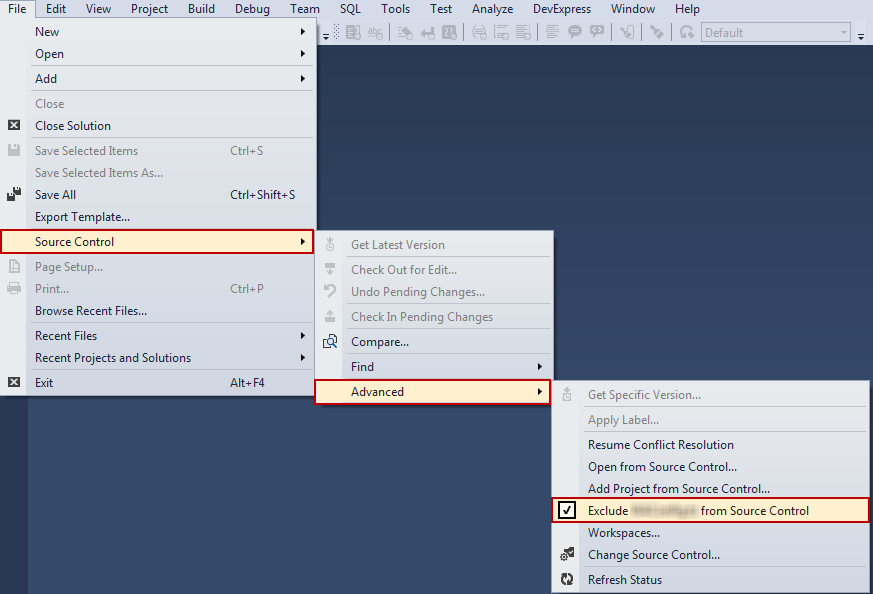 File Edit View Project Build Debug Team SQL Tools Test Analyze DevExpress Window Help
Default
New
Open
Add
Close
Close Solution
Save Selected Items Ctrl+S
Save Selected Items As...
Save All Ctrl+Shift+S
Export Template...
Source Control
Page Setup...
Print... Ctrl+P
Browse Recent Files...
Recent Files
Recent Projects and Solutions
Exit Alt+F4
Get Latest Version
Check Out for Edit...
Undo Pending Changes...
Check In Pending Changes
Compare...
Find
Advanced
Get Specific Version...
Apply Label...
Resume Conflict Resolution
Open from Source Control...
Add Project from Source Control...
Exclude from Source Control
Workspaces...
Change Source Control...
Refresh Status